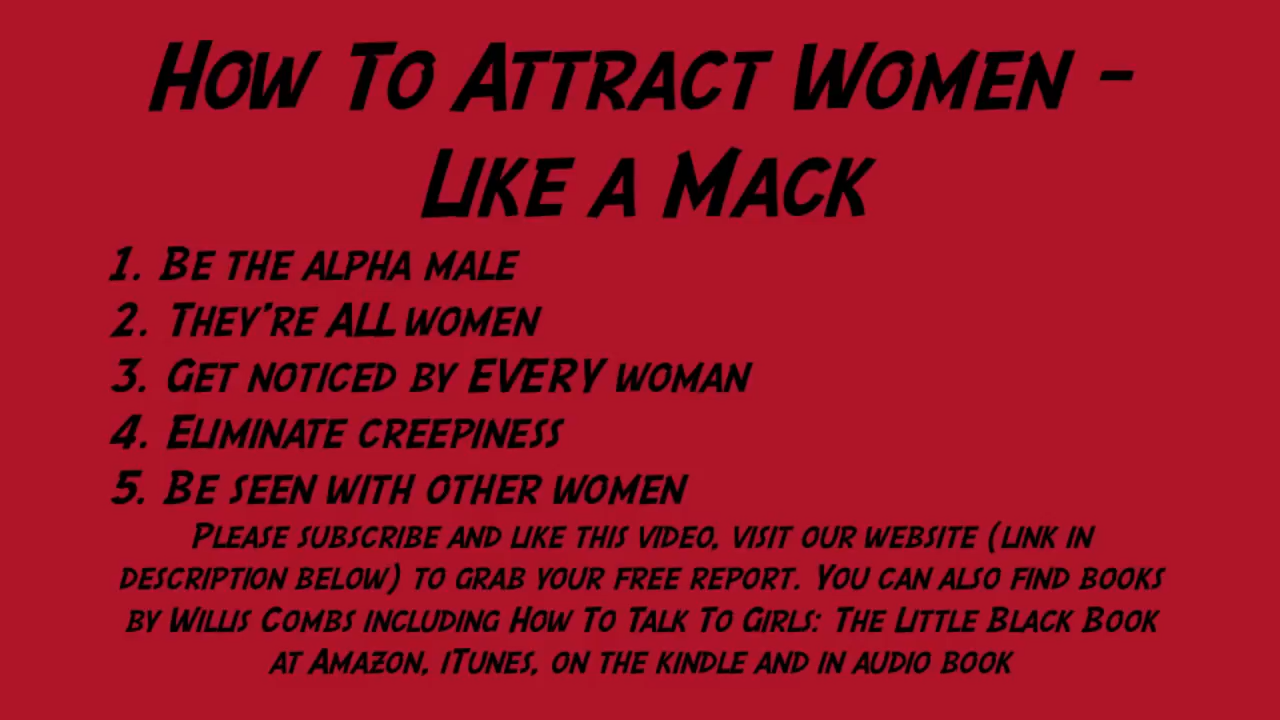 How To Attract Women -
Like a Mack
1. Be the alpha male
2. They're ALL women
3. Get noticed by EVERY woman
4. Eliminate creepiness
5. Be seen with other women
Please subscribe and like this video, visit our website (link in
description below) to grab your free report. You can also find books
by Willis Combs including How To Talk To Girls: The Little Black Book
at Amazon, iTunes, on the kindle and in audio book